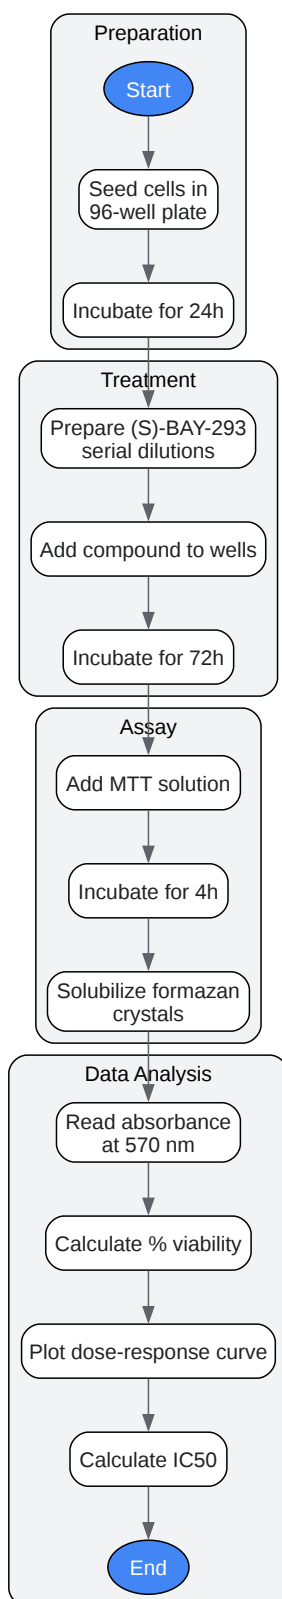 Preparation
Start
Seed cells in
96-well plate
Incubate for 24h
Treatment
Prepare (S)-BAY-293
serial dilutions
Add compound to wells
Incubate for 72h
Assay
Add MTT solution
Incubate for 4h
Solubilize formazan
crystals
Data Analysis
Read absorbance
at 570 nm
Calculate % viability
Plot dose-response curve
Calculate IC50
End